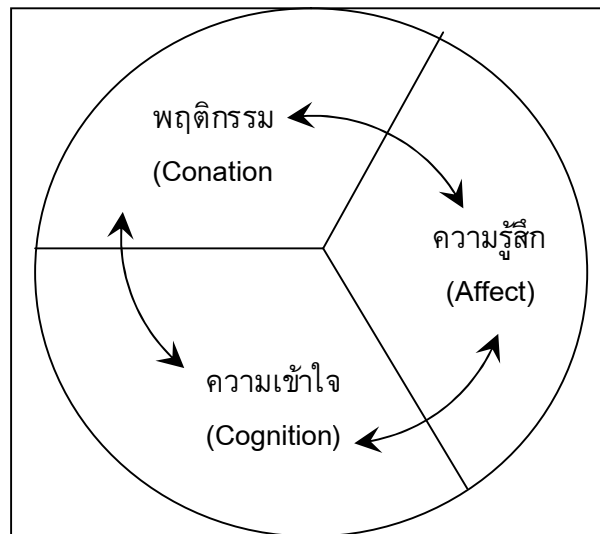 พฤติกรรม
(Conation
ความรู้สึก
(Affect)
ความเข้าใจ
(Cognition)